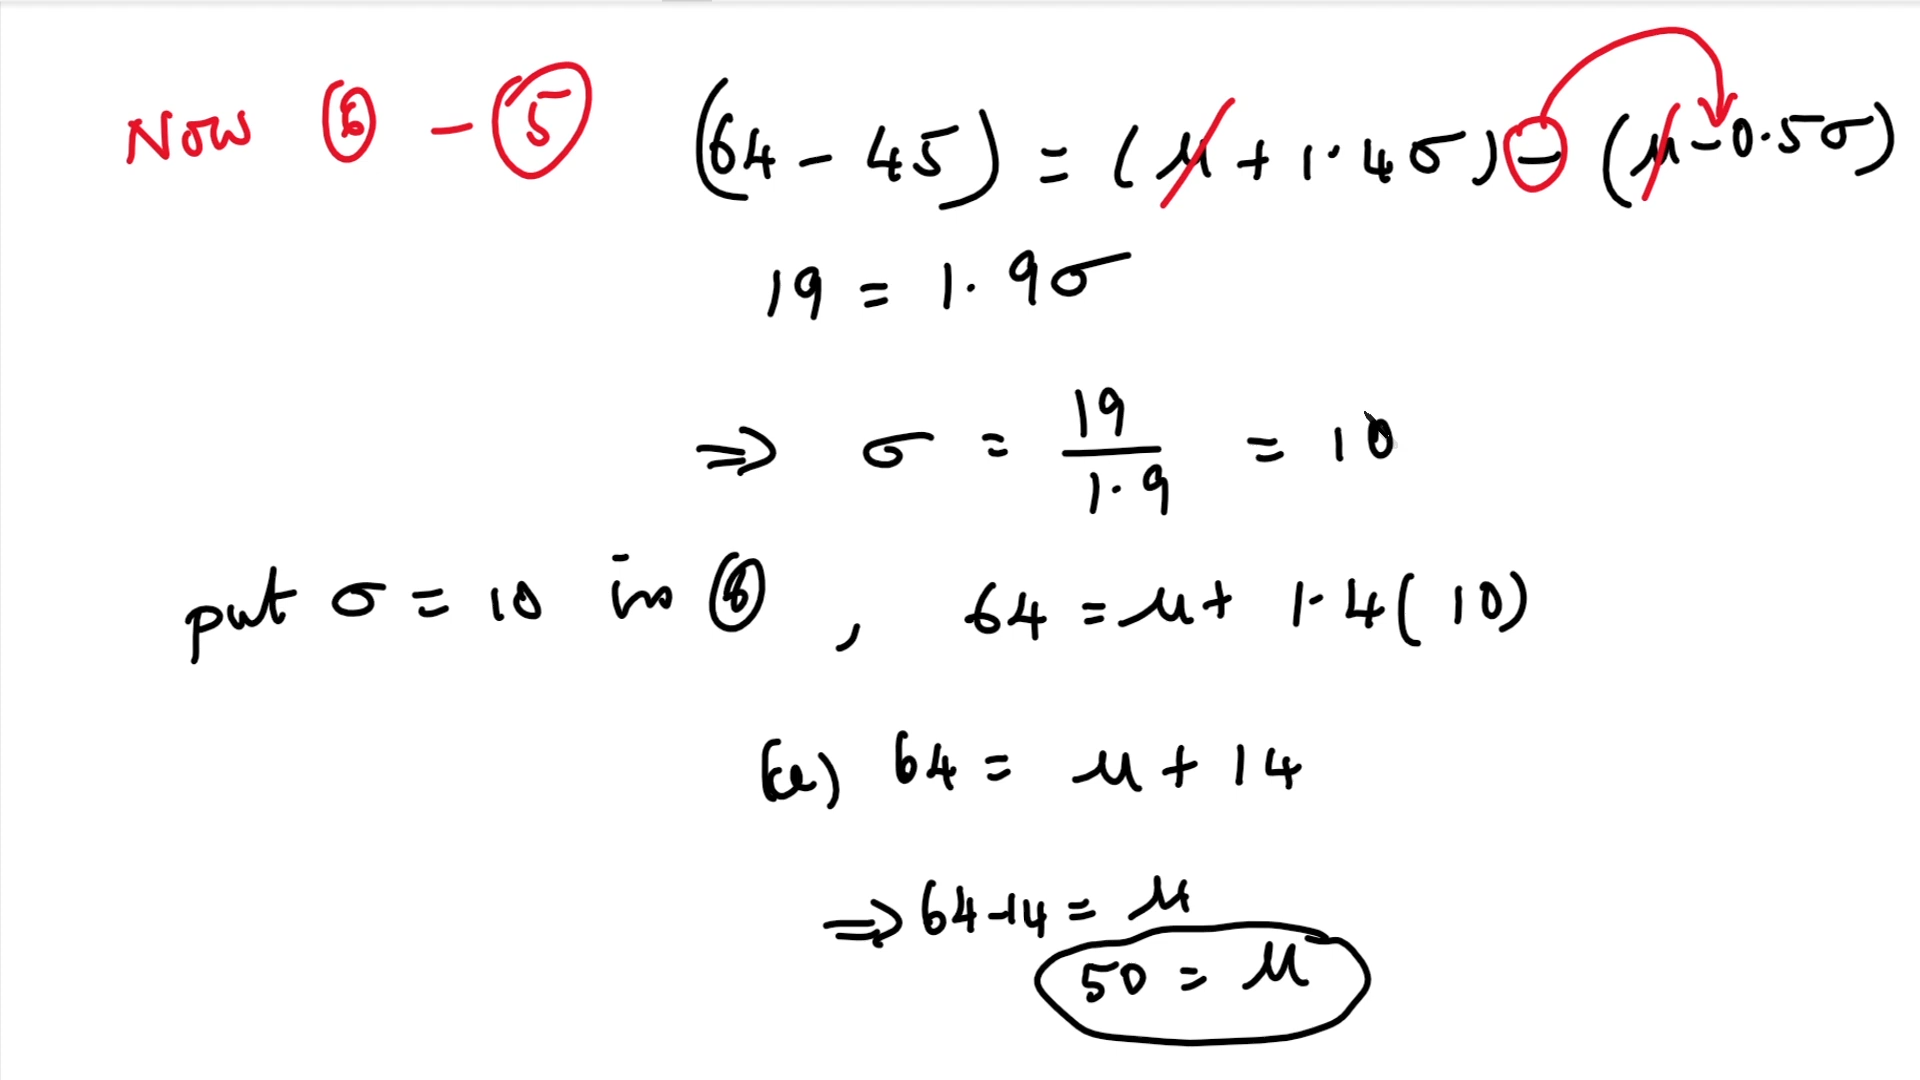 Now ⑥ - ⑤ (64 - 45) = (μ + 1.4σ) - (μ - 0.5σ)
19 = 1.9σ
⇒ σ = 19/1.9 = 10
put σ = 10 in ⑥, 64 = μ + 1.4(10)
(ie) 64 = μ + 14
⇒ 64-14 = μ
50 = μ